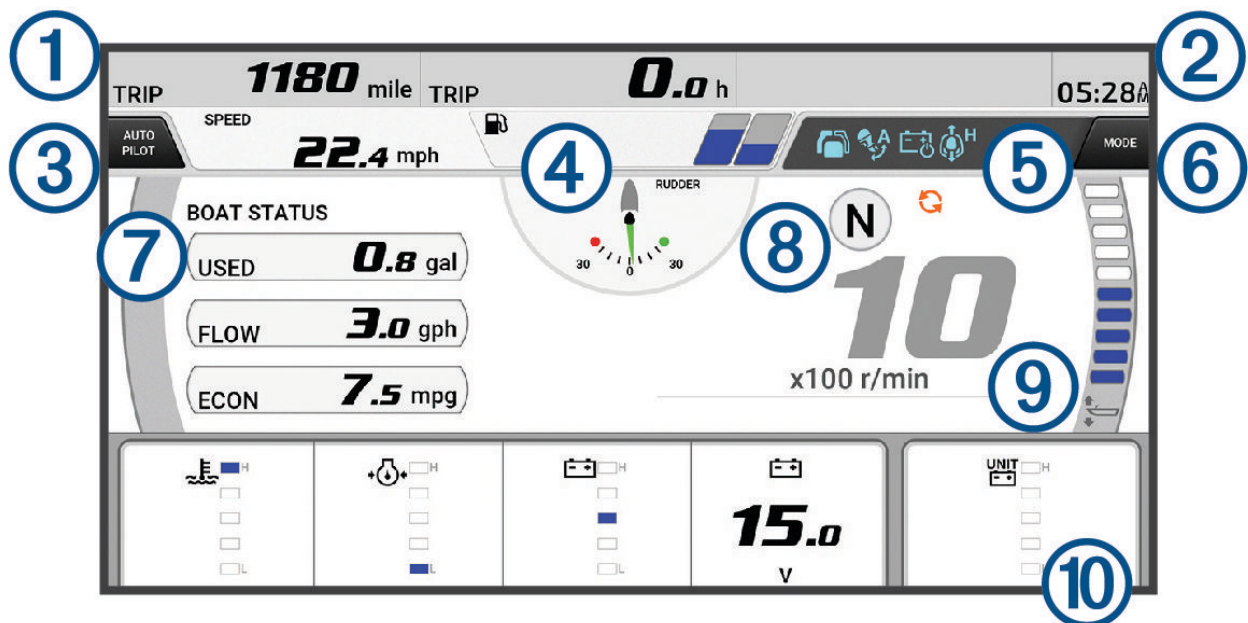 1
2
TRIP 1180 mile TRIP 0.0 h 05:28AM
3
AUTO PILOT
SPEED
22.4 mph
4
5
MODE
6
RUDDER
30 0 30
7
BOAT STATUS
USED 0.8 gal
FLOW 3.0 gph
ECON 7.5 mpg
8
N
A
H
10
x100 r/min
9
H
L
H
L
H
L
15.0
V
UNIT
H
10